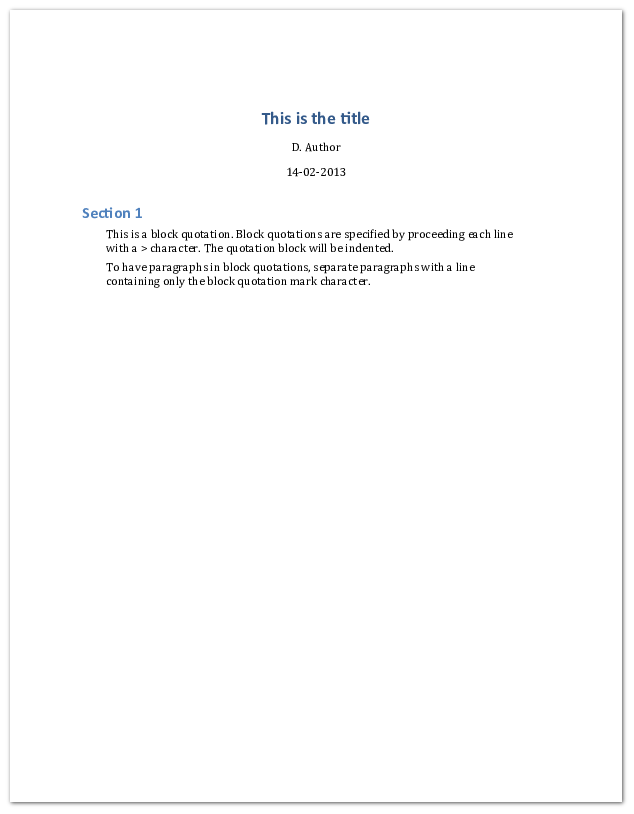 This is the title
D. Author
14-02-2013
Section 1
This is a block quotation. Block quotations are specified by proceeding each line
with a > character. The quotation block will be indented.
To have paragraphs in block quotations, separate paragraphs with a line
containing only the block quotation mark character.